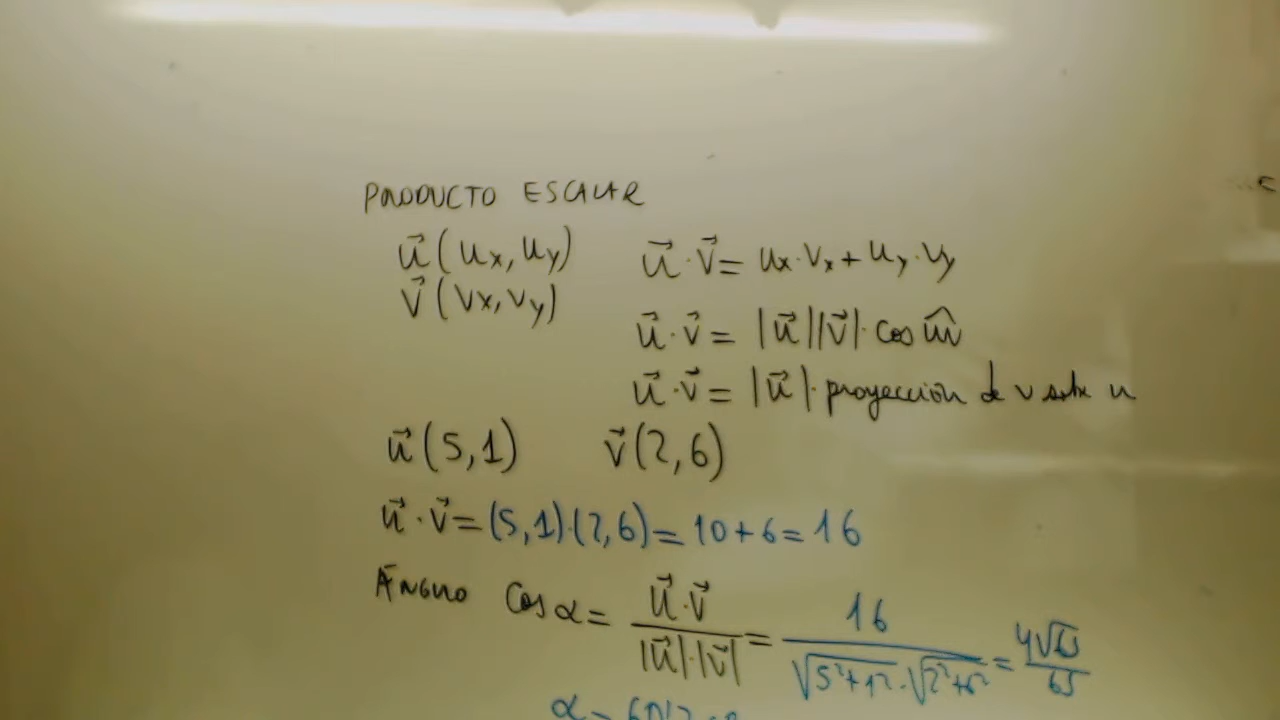 PRODUCTO ESCALAR
u⃗ (ux, uy)    u⃗ · v⃗ = ux · vx + uy · vy
v⃗ (vx, vy)
u⃗ · v⃗ = |u⃗||v⃗| · cos uv
u⃗ · v⃗ = |u⃗| · proyección de v sobre u
u⃗ (5,1)    v⃗ (2,6)
u⃗ · v⃗ = (5,1)·(2,6) = 10 + 6 = 16
ÁNGULO cos α = u⃗ · v⃗ / |u⃗| · |v⃗| = 16 / √5²+1² · √2²+6² = 4√65 / 65
α =